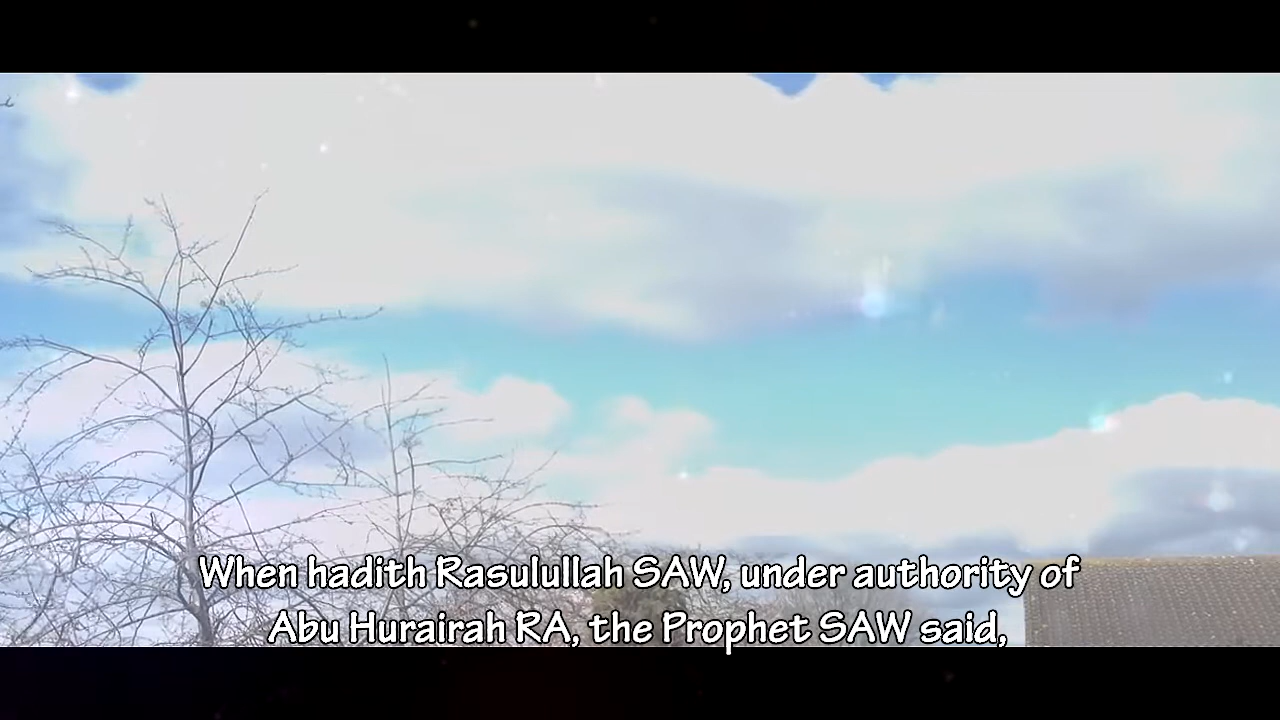 When hadith Rasulullah SAW, under authority of
Abu Hurairah RA, the Prophet SAW said,